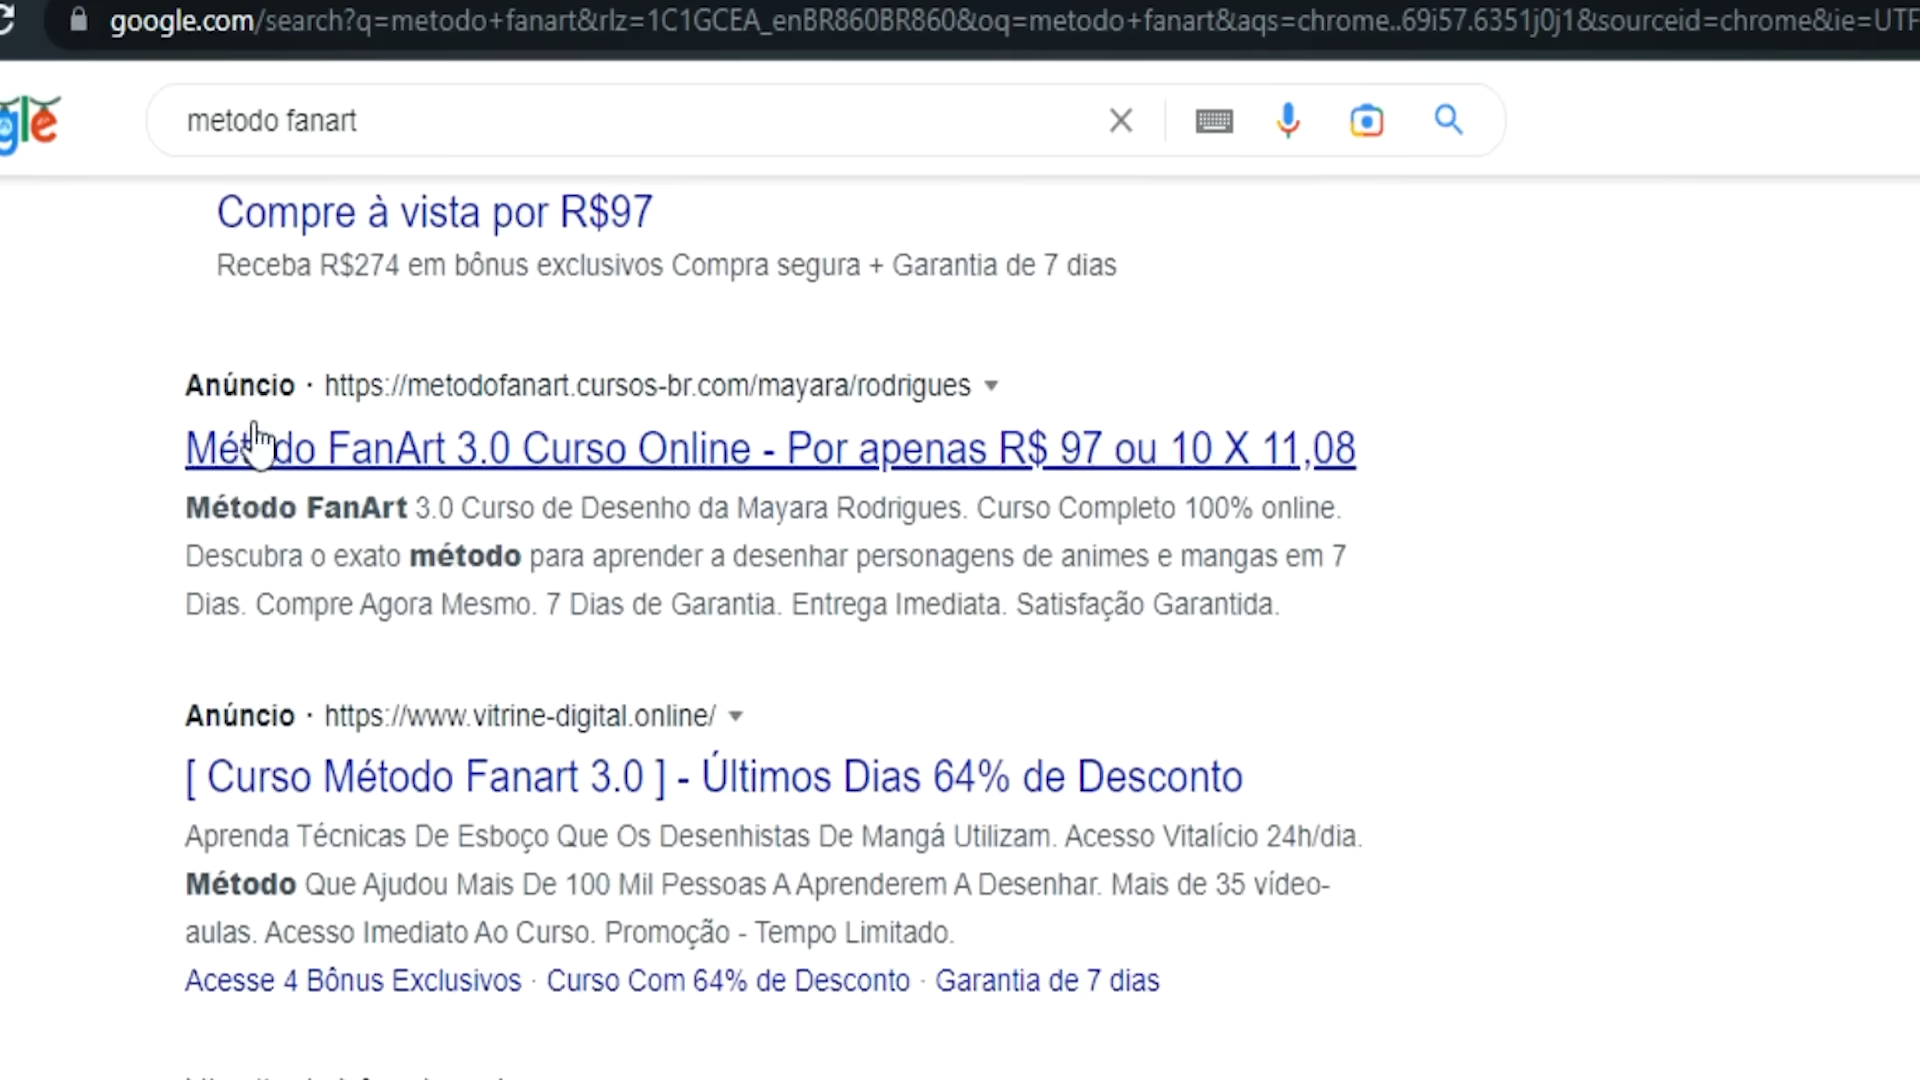 google.com/search?q=metodo+fanart&rlz=1C1GCEA_enBR860BR860&oq=metodo+fanart&aqs=chrome..69i57.6351j0j1&sourceid=chrome&ie=UTF
gle
metodo fanart
Compre à vista por R$97
Receba R$274 em bônus exclusivos Compra segura + Garantia de 7 dias
Anúncio · https://metodofanart.cursos-br.com/mayara/rodrigues
Método FanArt 3.0 Curso Online - Por apenas R$ 97 ou 10 X 11,08
Método FanArt 3.0 Curso de Desenho da Mayara Rodrigues. Curso Completo 100% online.
Descubra o exato método para aprender a desenhar personagens de animes e mangas em 7
Dias. Compre Agora Mesmo. 7 Dias de Garantia. Entrega Imediata. Satisfação Garantida.
Anúncio · https://www.vitrine-digital.online/
[ Curso Método Fanart 3.0 ] - Últimos Dias 64% de Desconto
Aprenda Técnicas De Esboço Que Os Desenhistas De Mangá Utilizam. Acesso Vitalício 24h/dia.
Método Que Ajudou Mais De 100 Mil Pessoas A Aprenderem A Desenhar. Mais de 35 vídeo-
aulas. Acesso Imediato Ao Curso. Promoção - Tempo Limitado.
Acesse 4 Bônus Exclusivos · Curso Com 64% de Desconto · Garantia de 7 dias